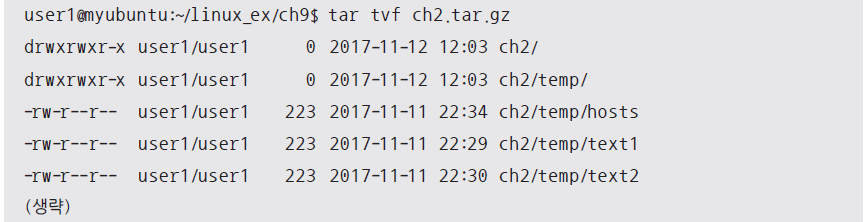 user1@myubuntu:~/linux_ex/ch9$ tar tvf ch2.tar.gz
drwxrwxr-x user1/user1 0 2017-11-12 12:03 ch2/
drwxrwxr-x user1/user1 0 2017-11-12 12:03 ch2/temp/
-rw-r--r-- user1/user1 223 2017-11-11 22:34 ch2/temp/hosts
-rw-r--r-- user1/user1 223 2017-11-11 22:29 ch2/temp/text1
-rw-r--r-- user1/user1 223 2017-11-11 22:30 ch2/temp/text2
(생략)